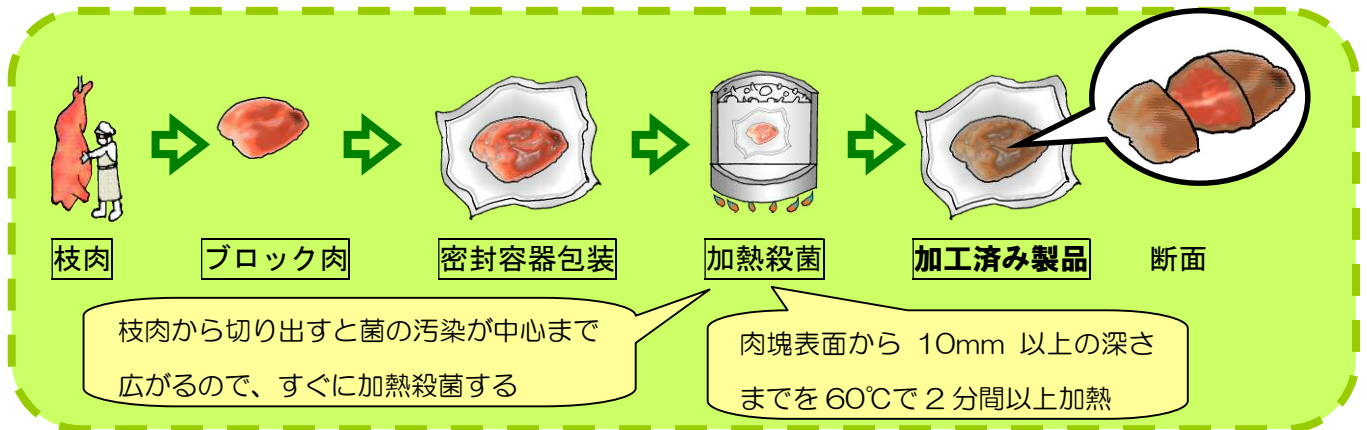 枝肉
ブロック肉
密封容器包装
加熱殺菌
加工済み製品
断面
枝肉から切り出すと菌の汚染が中心まで
広がるので、すぐに加熱殺菌する
肉塊表面から 10mm 以上の深さ
までを 60℃で 2 分間以上加熱